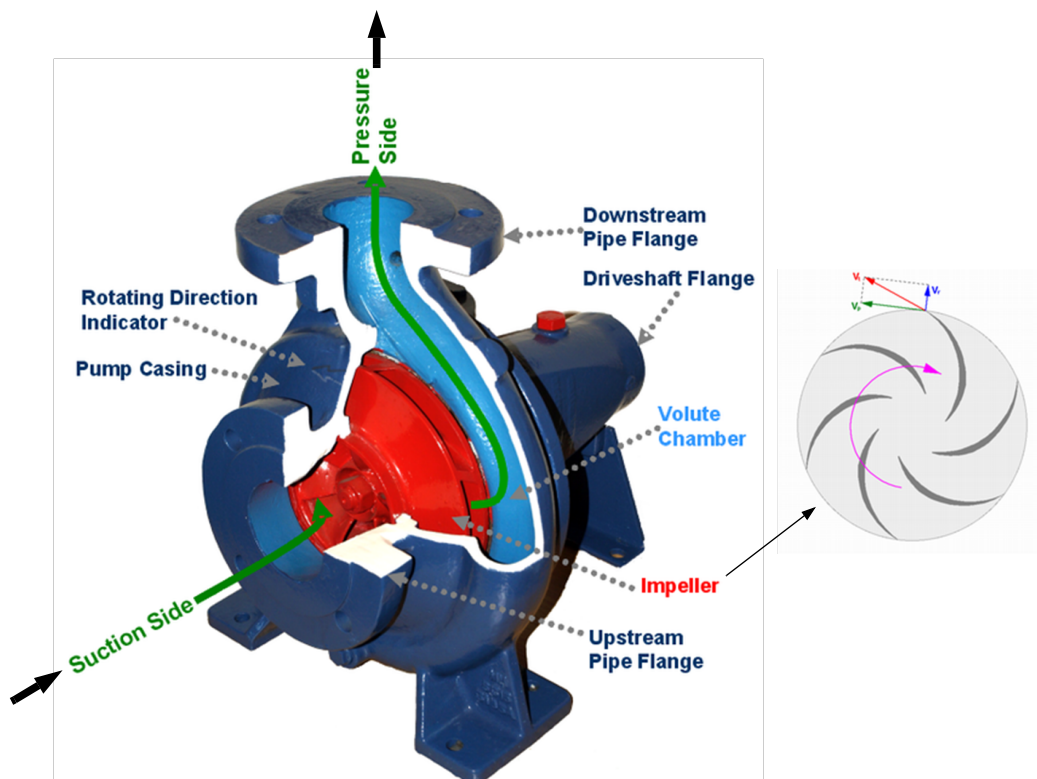 Pressure
Side
Downstream
Pipe Flange
Driveshaft Flange
Rotating Direction
Indicator
Pump Casing
Volute
Chamber
Impeller
Suction Side
Upstream
Pipe Flange